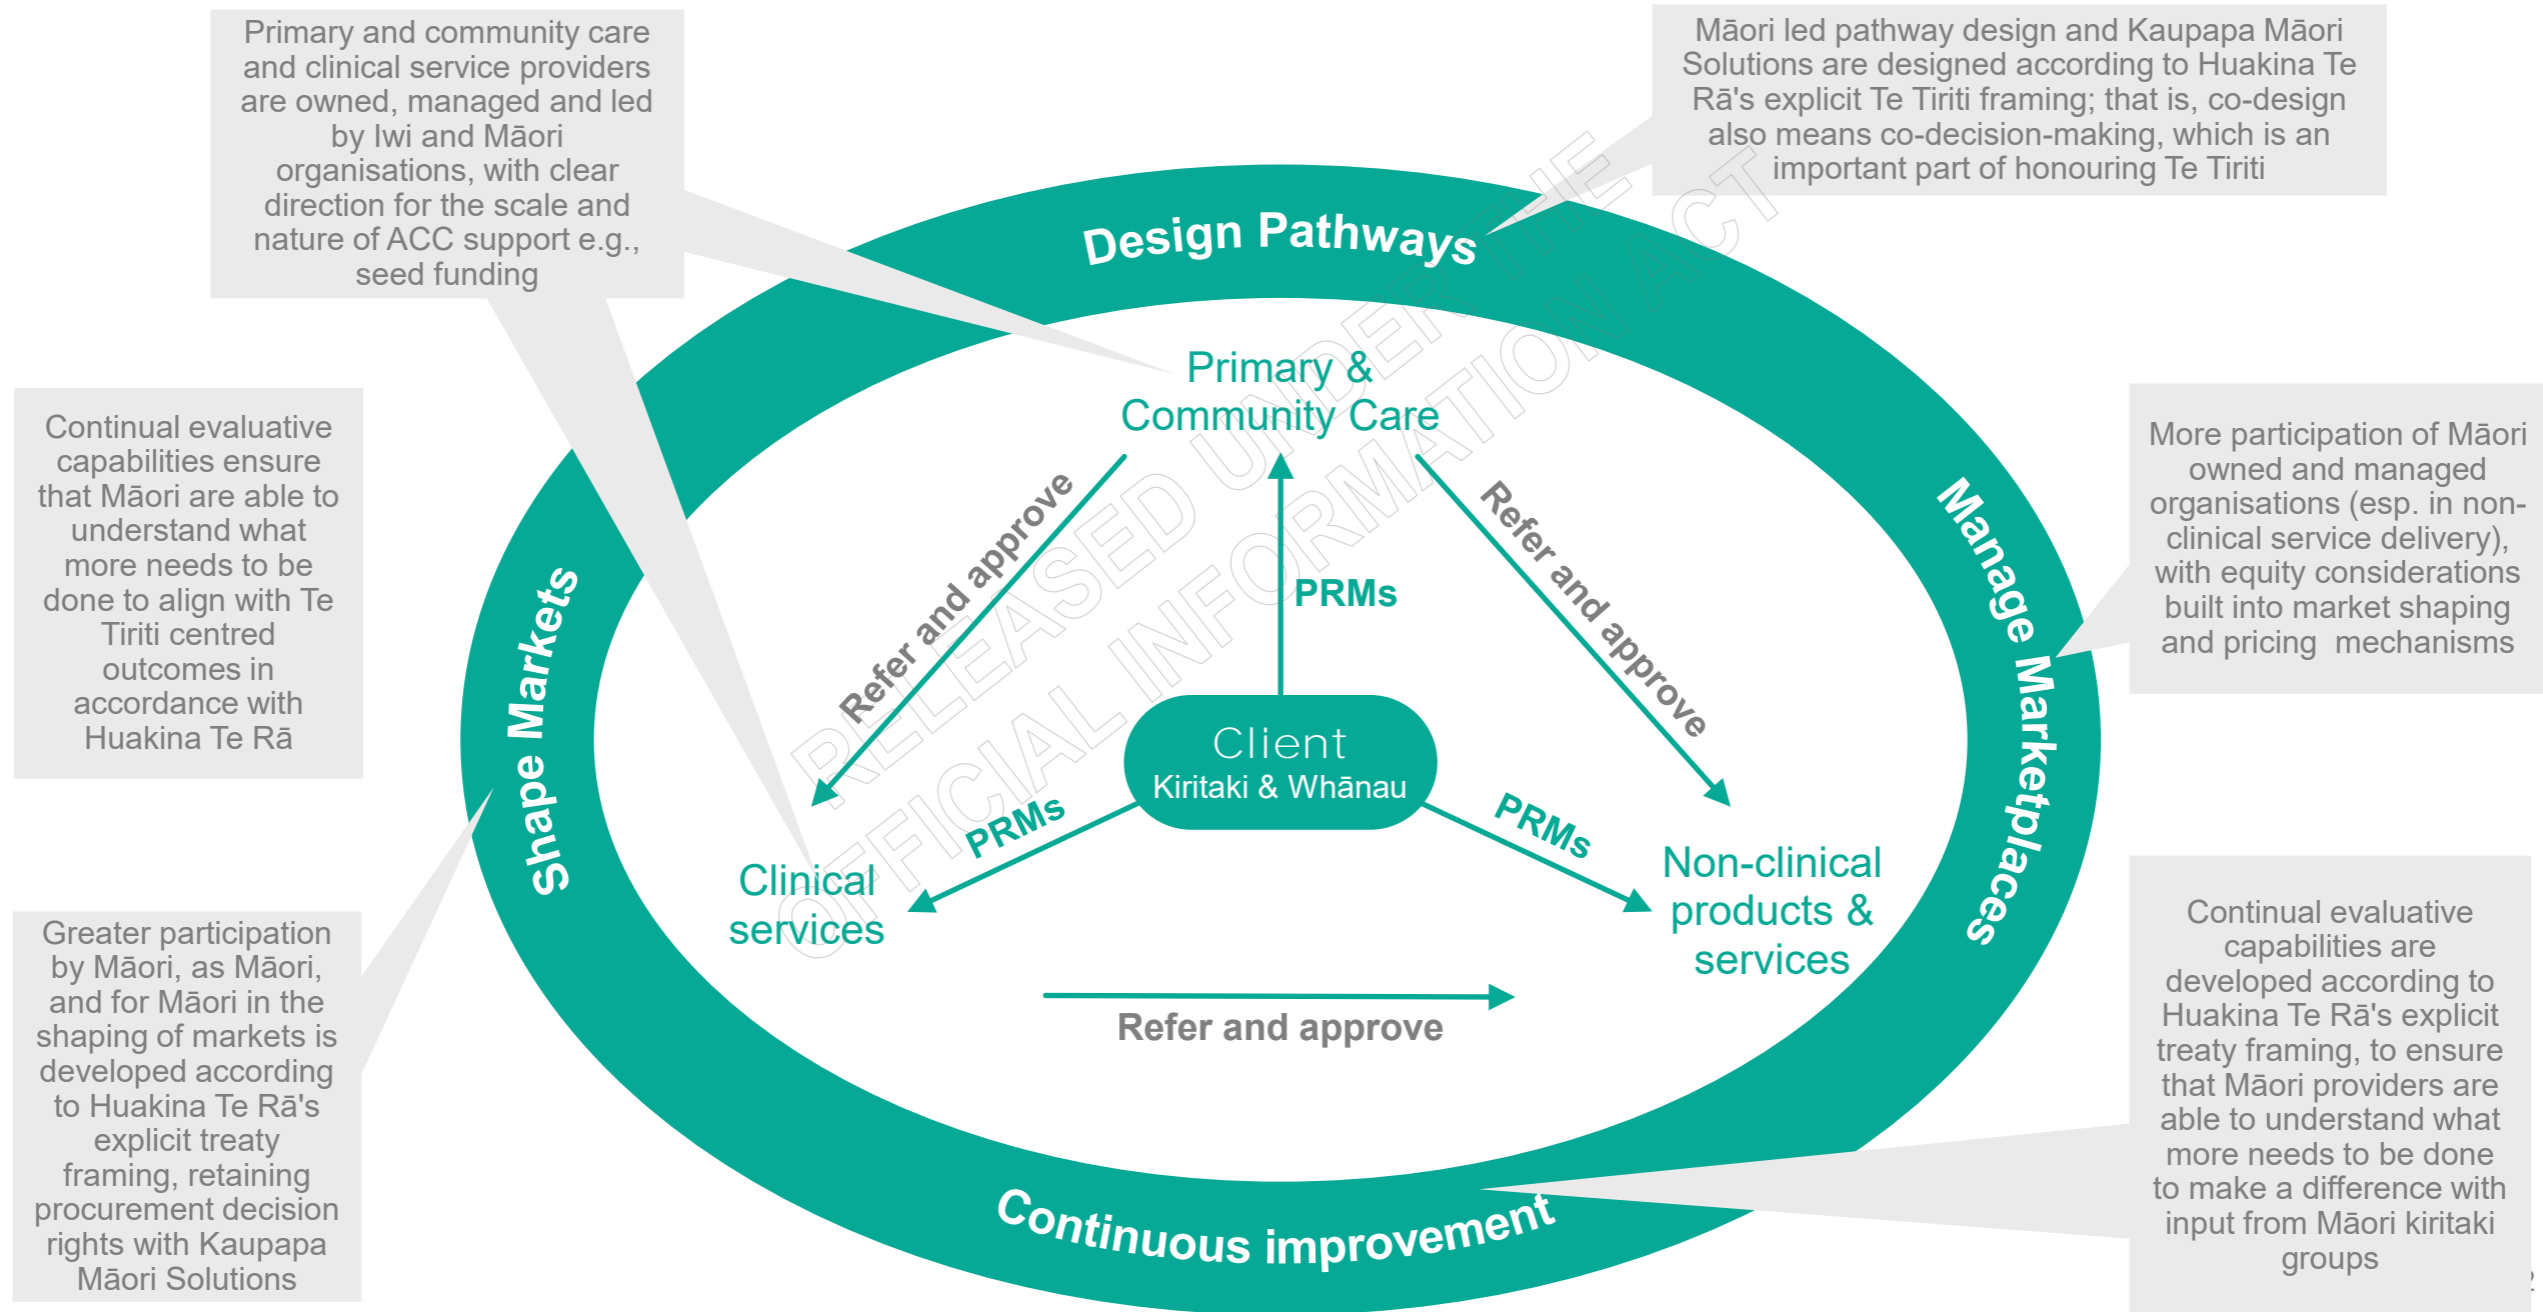 Primary and community care
and clinical service providers
are owned, managed and led
by Iwi and Māori
organisations, with clear
direction for the scale and
nature of ACC support e.g.,
seed funding
Māori led pathway design and Kaupapa Māori
Solutions are designed according to Huakina Te
Rā's explicit Te Tiriti framing; that is, co-design
also means co-decision-making, which is an
important part of honouring Te Tiriti
Continual evaluative
capabilities ensure
that Māori are able to
understand what
more needs to be
done to align with Te
Tiriti centred
outcomes in
accordance with
Huakina Te Rā
More participation of Māori
owned and managed
organisations (esp. in non-
clinical service delivery),
with equity considerations
built into market shaping
and pricing mechanisms
Greater participation
by Māori, as Māori,
and for Māori in the
shaping of markets is
developed according
to Huakina Te Rā's
explicit treaty
framing, retaining
procurement decision
rights with Kaupapa
Māori Solutions
Continual evaluative
capabilities are
developed according to
Huakina Te Rā's explicit
treaty framing, to ensure
that Māori providers are
able to understand what
more needs to be done
to make a difference with
input from Māori kiritaki
groups
Design Pathways
Manage Marketplaces
Continuous improvement
Shape Markets
Primary &
Community Care
Refer and approve
Refer and approve
PRMs
Client
Kiritaki & Whānau
PRMs
PRMs
Clinical
services
Non-clinical
products &
services
Refer and approve
RELEASED UNDER THE
OFFICIAL INFORMATION ACT
2